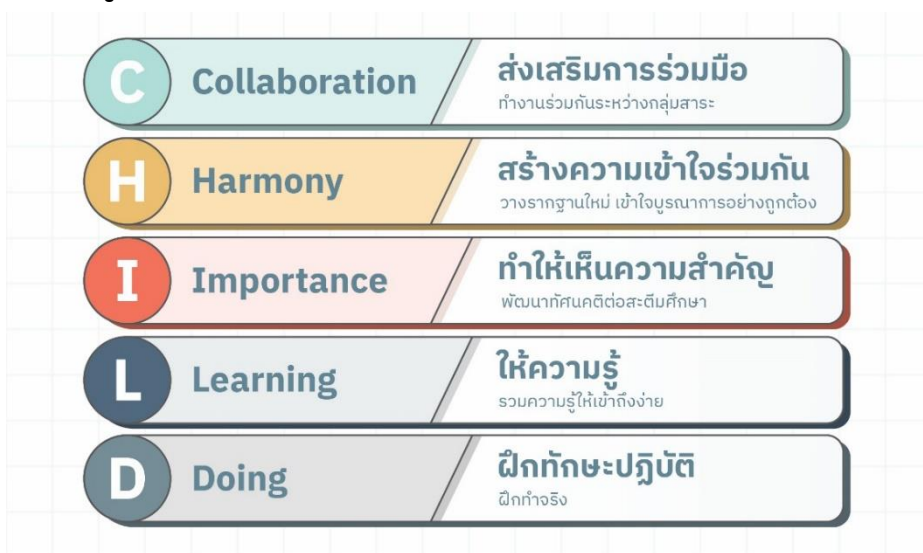 C Collaboration
ส่งเสริมการร่วมมือ
ทำงานร่วมกันระหว่างกลุ่มสาระ
H Harmony
สร้างความเข้าใจร่วมกัน
วางรากฐานใหม่ เข้าใจบูรณาการอย่างถูกต้อง
I Importance
ทำให้เห็นความสำคัญ
พัฒนาทัศนคติต่อสะตีมศึกษา
L Learning
ให้ความรู้
รวมความรู้ให้เข้าถึงง่าย
D Doing
ฝึกทักษะปฏิบัติ
ฝึกทำจริง